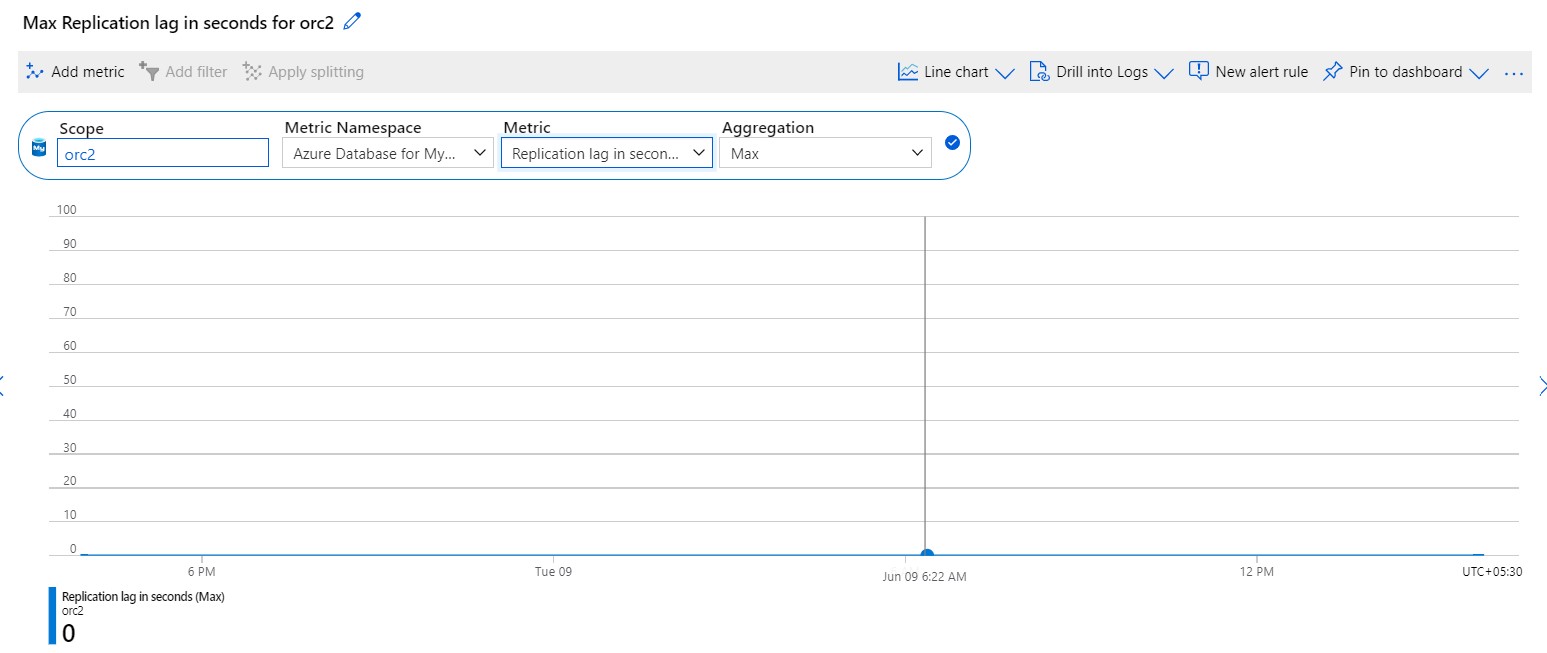 Max Replication lag in seconds for orc2
Add metric Add filter Apply splitting Line chart Drill into Logs New alert rule Pin to dashboard ...
Scope Metric Namespace Metric Aggregation
My orc2 Azure Database for My... Replication lag in secon... Max
100
90
80
70
60
50
40
30
20
10
0
6 PM Tue 09 Jun 09 6:22 AM 12 PM UTC+05:30
Replication lag in seconds (Max)
orc2
0